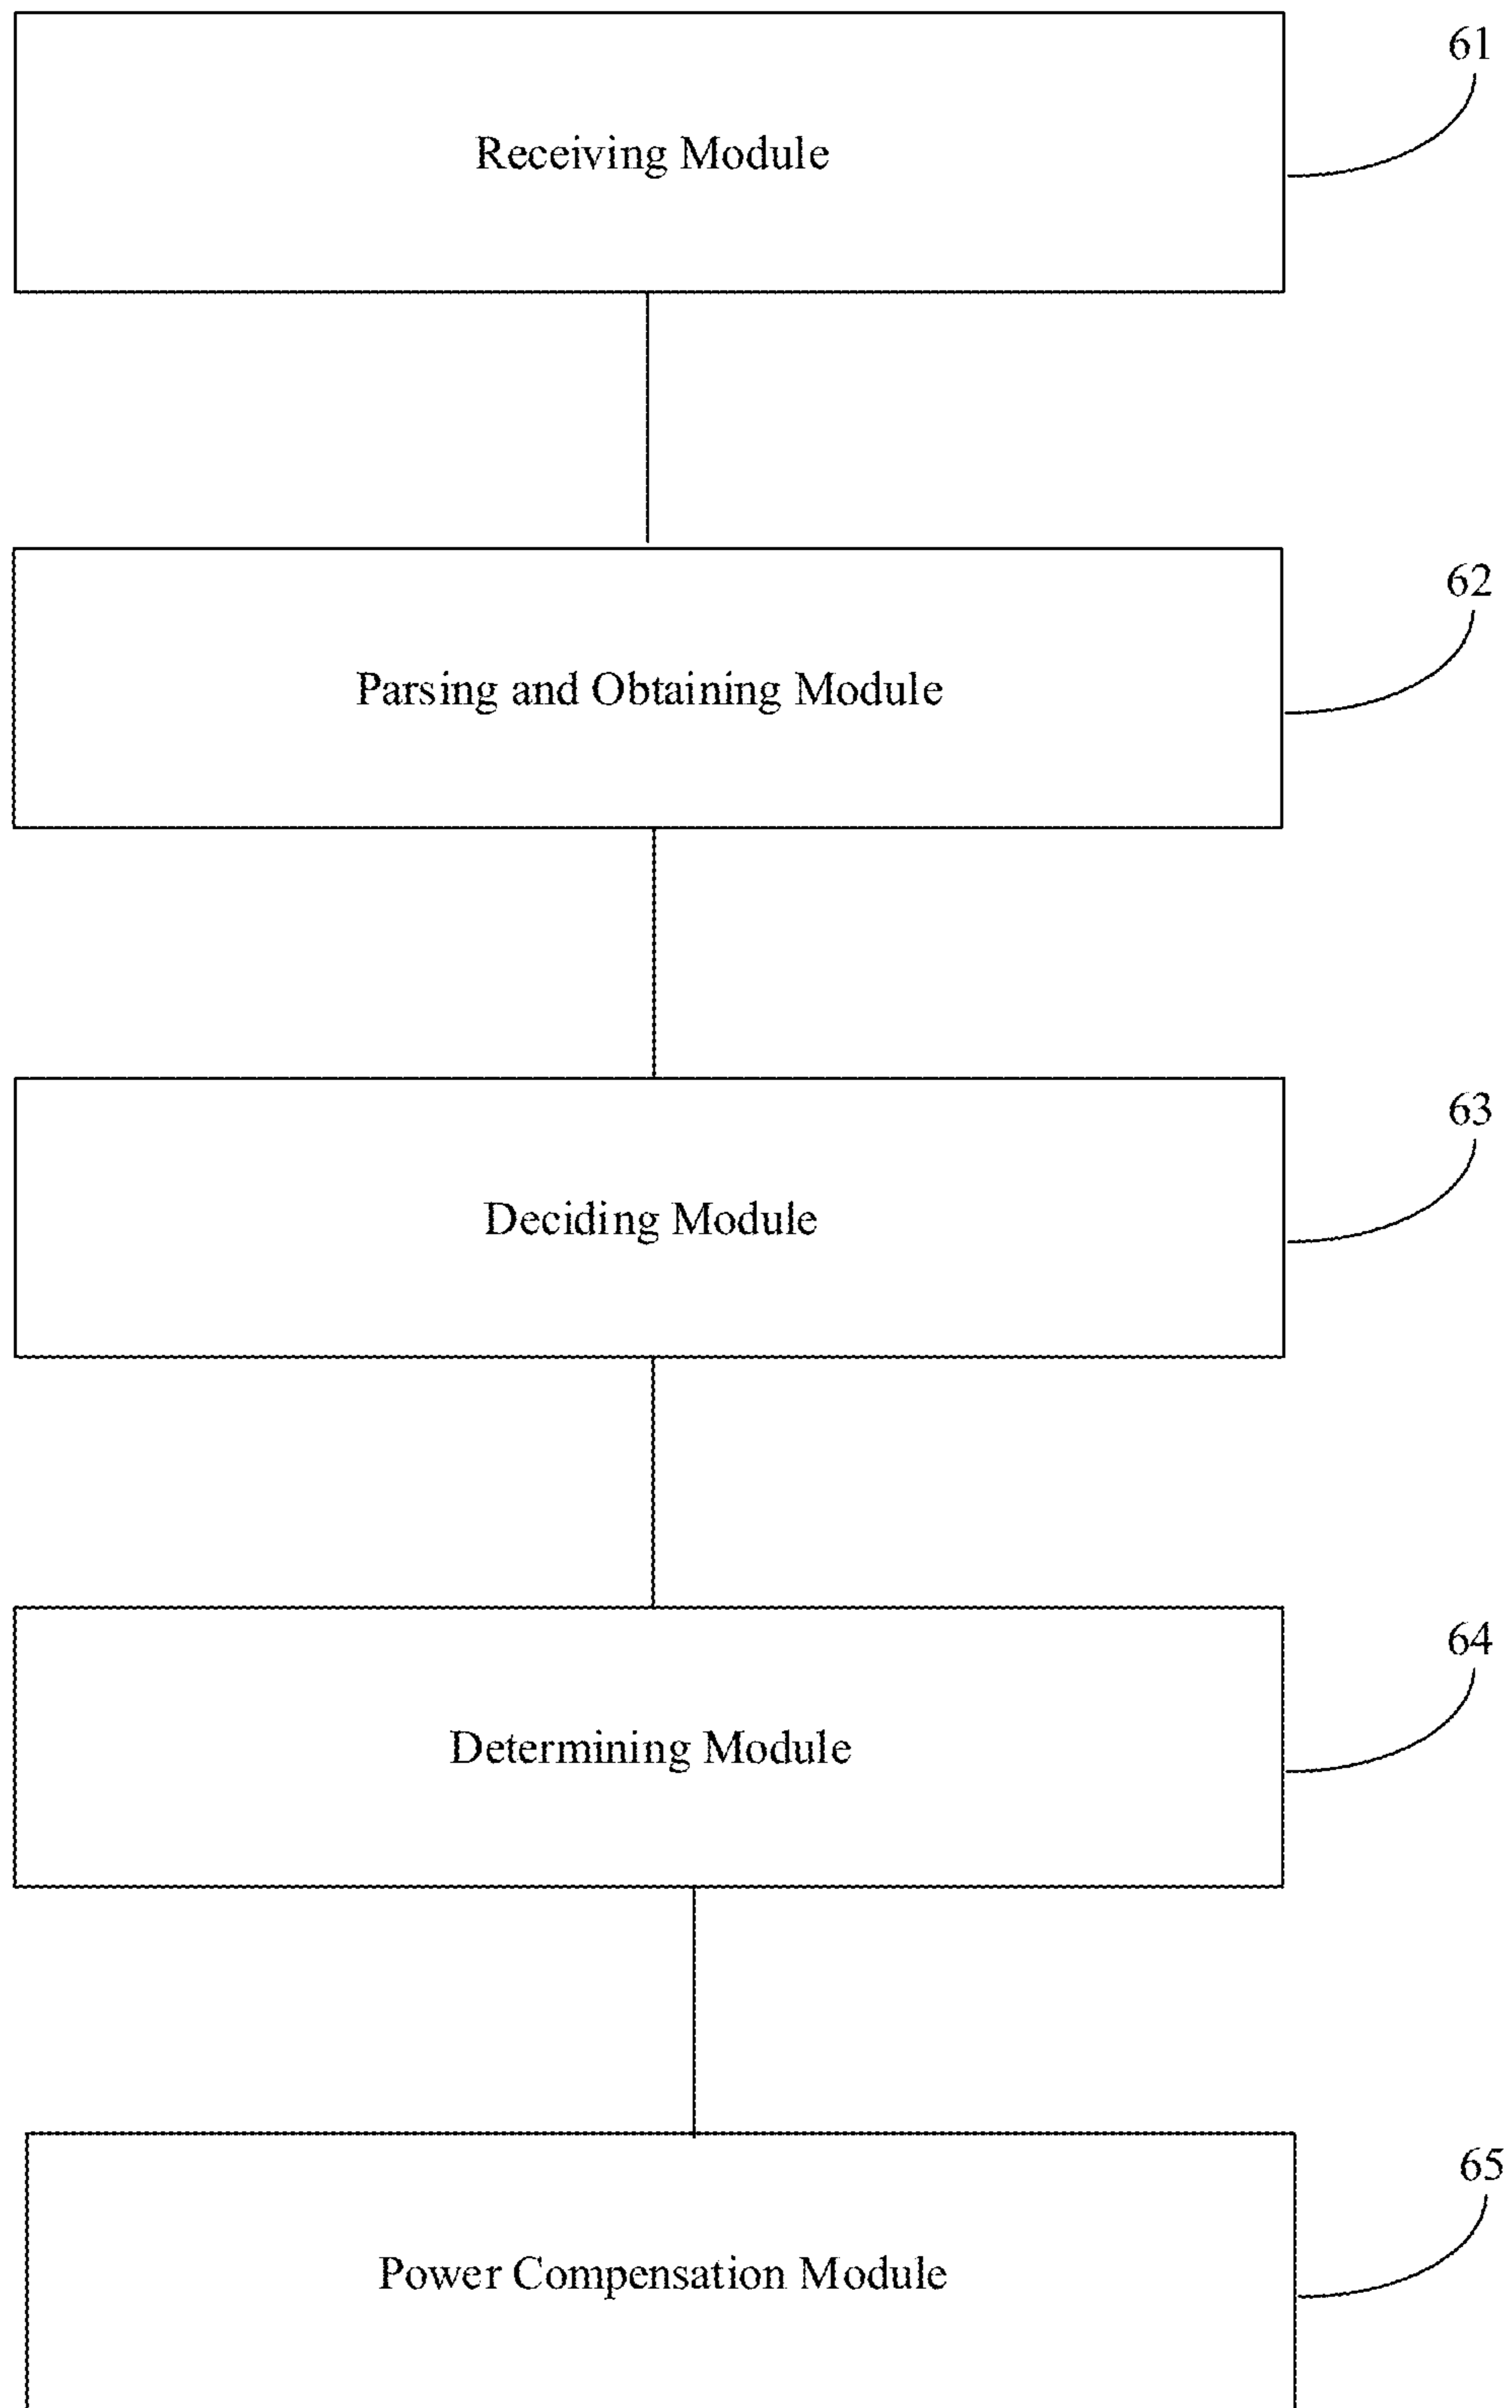 61
Receiving Module
62
Parsing and Obtaining Module
63
Deciding Module
64
Determining Module
65
Power Compensation Module